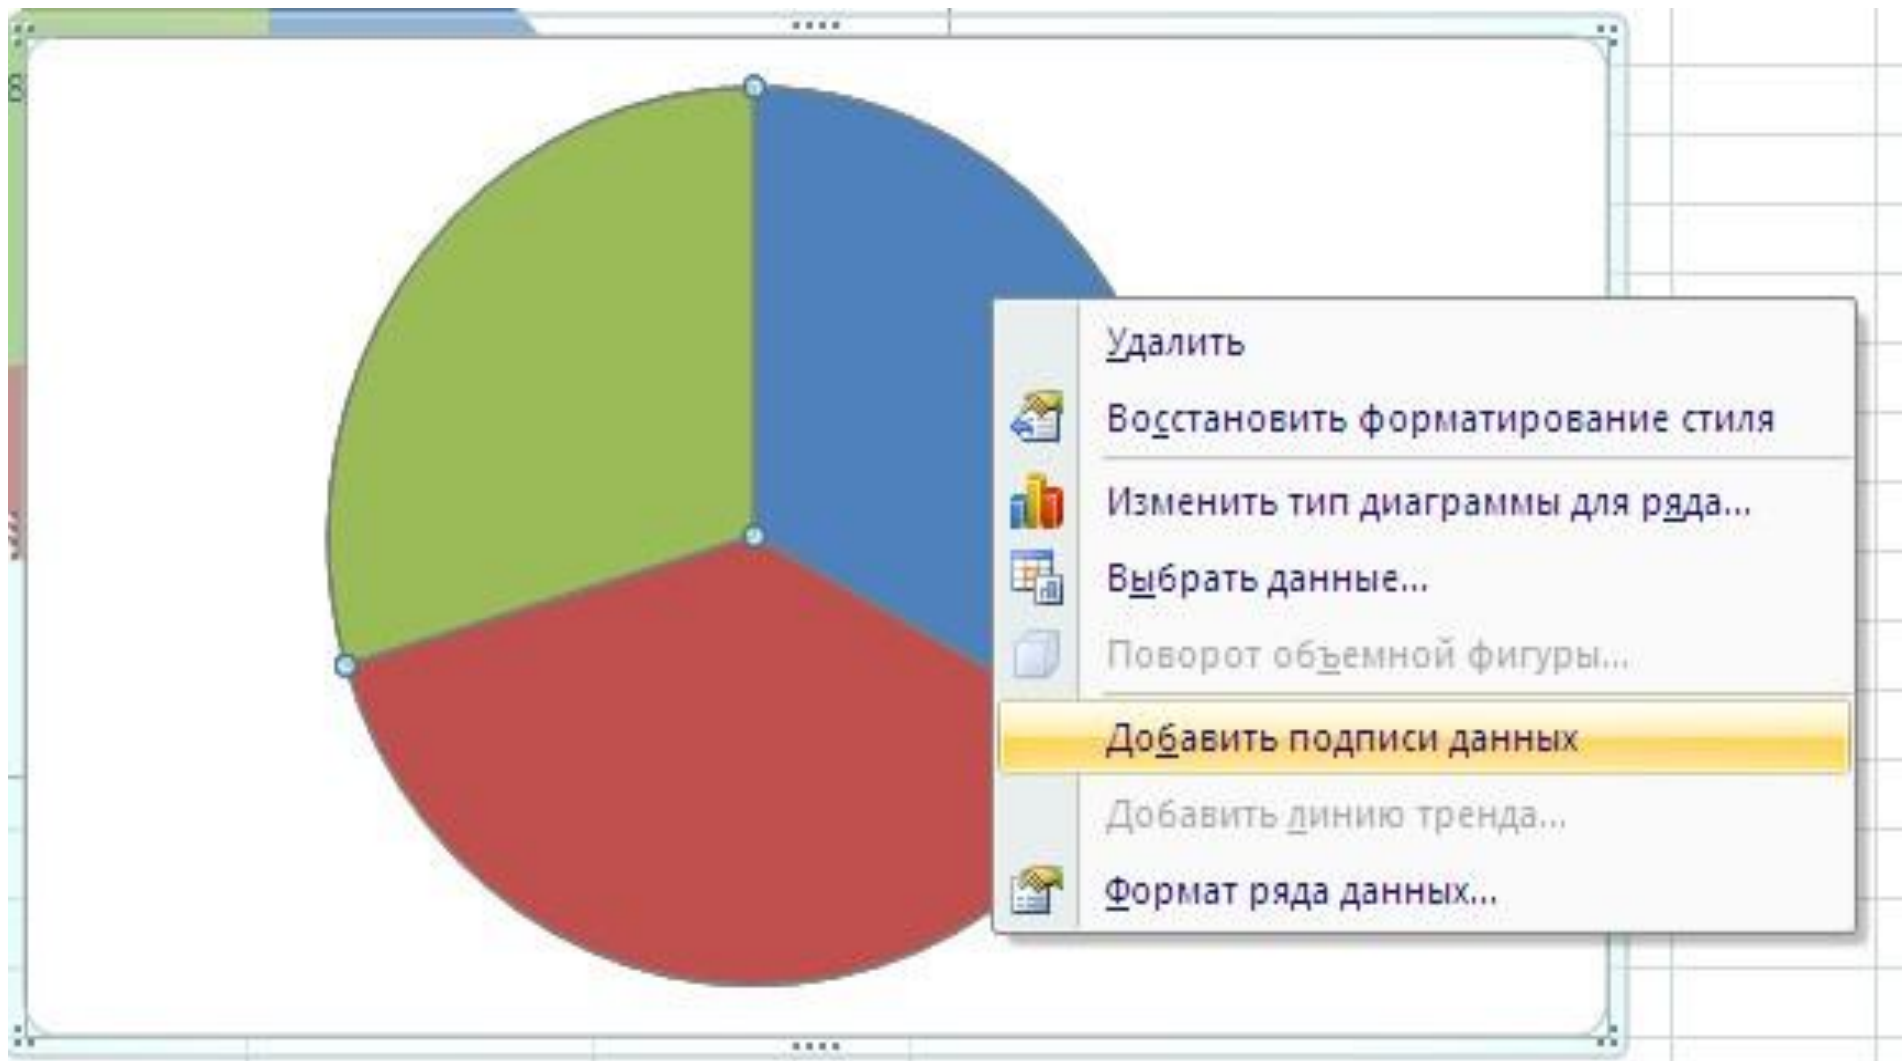 Удалить
Восстановить форматирование стиля
Изменить тип диаграммы для ряда...
Выбрать данные...
Поворот объемной фигуры...
Добавить подписи данных
Добавить линию тренда...
Формат ряда данных...